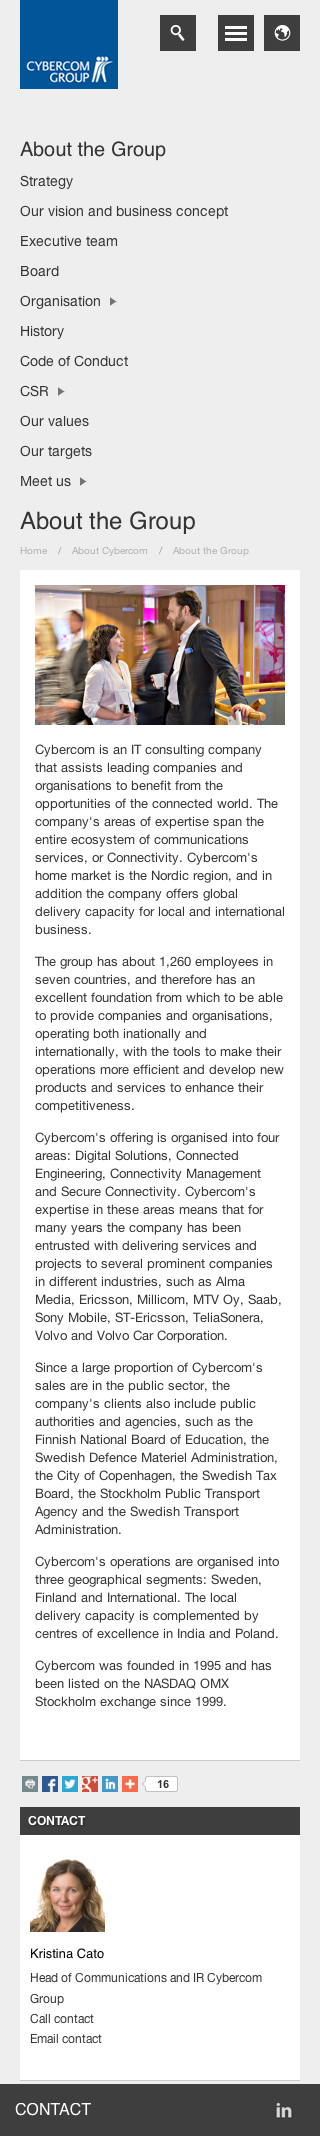 CYBERCOM
GROUP
About the Group
Strategy
Our vision and business concept
Executive team
Board
Organisation
History
Code of Conduct
CSR
Our values
Our targets
Meet us
About the Group
Home / About Cybercom / About the Group
Cybercom is an IT consulting company
that assists leading companies and
organisations to benefit from the
opportunities of the connected world. The
company's areas of expertise span the
entire ecosystem of communications
services, or Connectivity. Cybercom's
home market is the Nordic region, and in
addition the company offers global
delivery capacity for local and international
business.
The group has about 1,260 employees in
seven countries, and therefore has an
excellent foundation from which to be able
to provide companies and organisations,
operating both inationally and
internationally, with the tools to make their
operations more efficient and develop new
products and services to enhance their
competitiveness.
Cybercom's offering is organised into four
areas: Digital Solutions, Connected
Engineering, Connectivity Management
and Secure Connectivity. Cybercom's
expertise in these areas means that for
many years the company has been
entrusted with delivering services and
projects to several prominent companies
in different industries, such as Alma
Media, Ericsson, Millicom, MTV Oy, Saab,
Sony Mobile, ST-Ericsson, TeliaSonera,
Volvo and Volvo Car Corporation.
Since a large proportion of Cybercom's
sales are in the public sector, the
company's clients also include public
authorities and agencies, such as the
Finnish National Board of Education, the
Swedish Defence Materiel Administration,
the City of Copenhagen, the Swedish Tax
Board, the Stockholm Public Transport
Agency and the Swedish Transport
Administration.
Cybercom's operations are organised into
three geographical segments: Sweden,
Finland and International. The local
delivery capacity is complemented by
centres of excellence in India and Poland.
Cybercom was founded in 1995 and has
been listed on the NASDAQ OMX
Stockholm exchange since 1999.
16
CONTACT
Kristina Cato
Head of Communications and IR Cybercom
Group
Call contact
Email contact
CONTACT